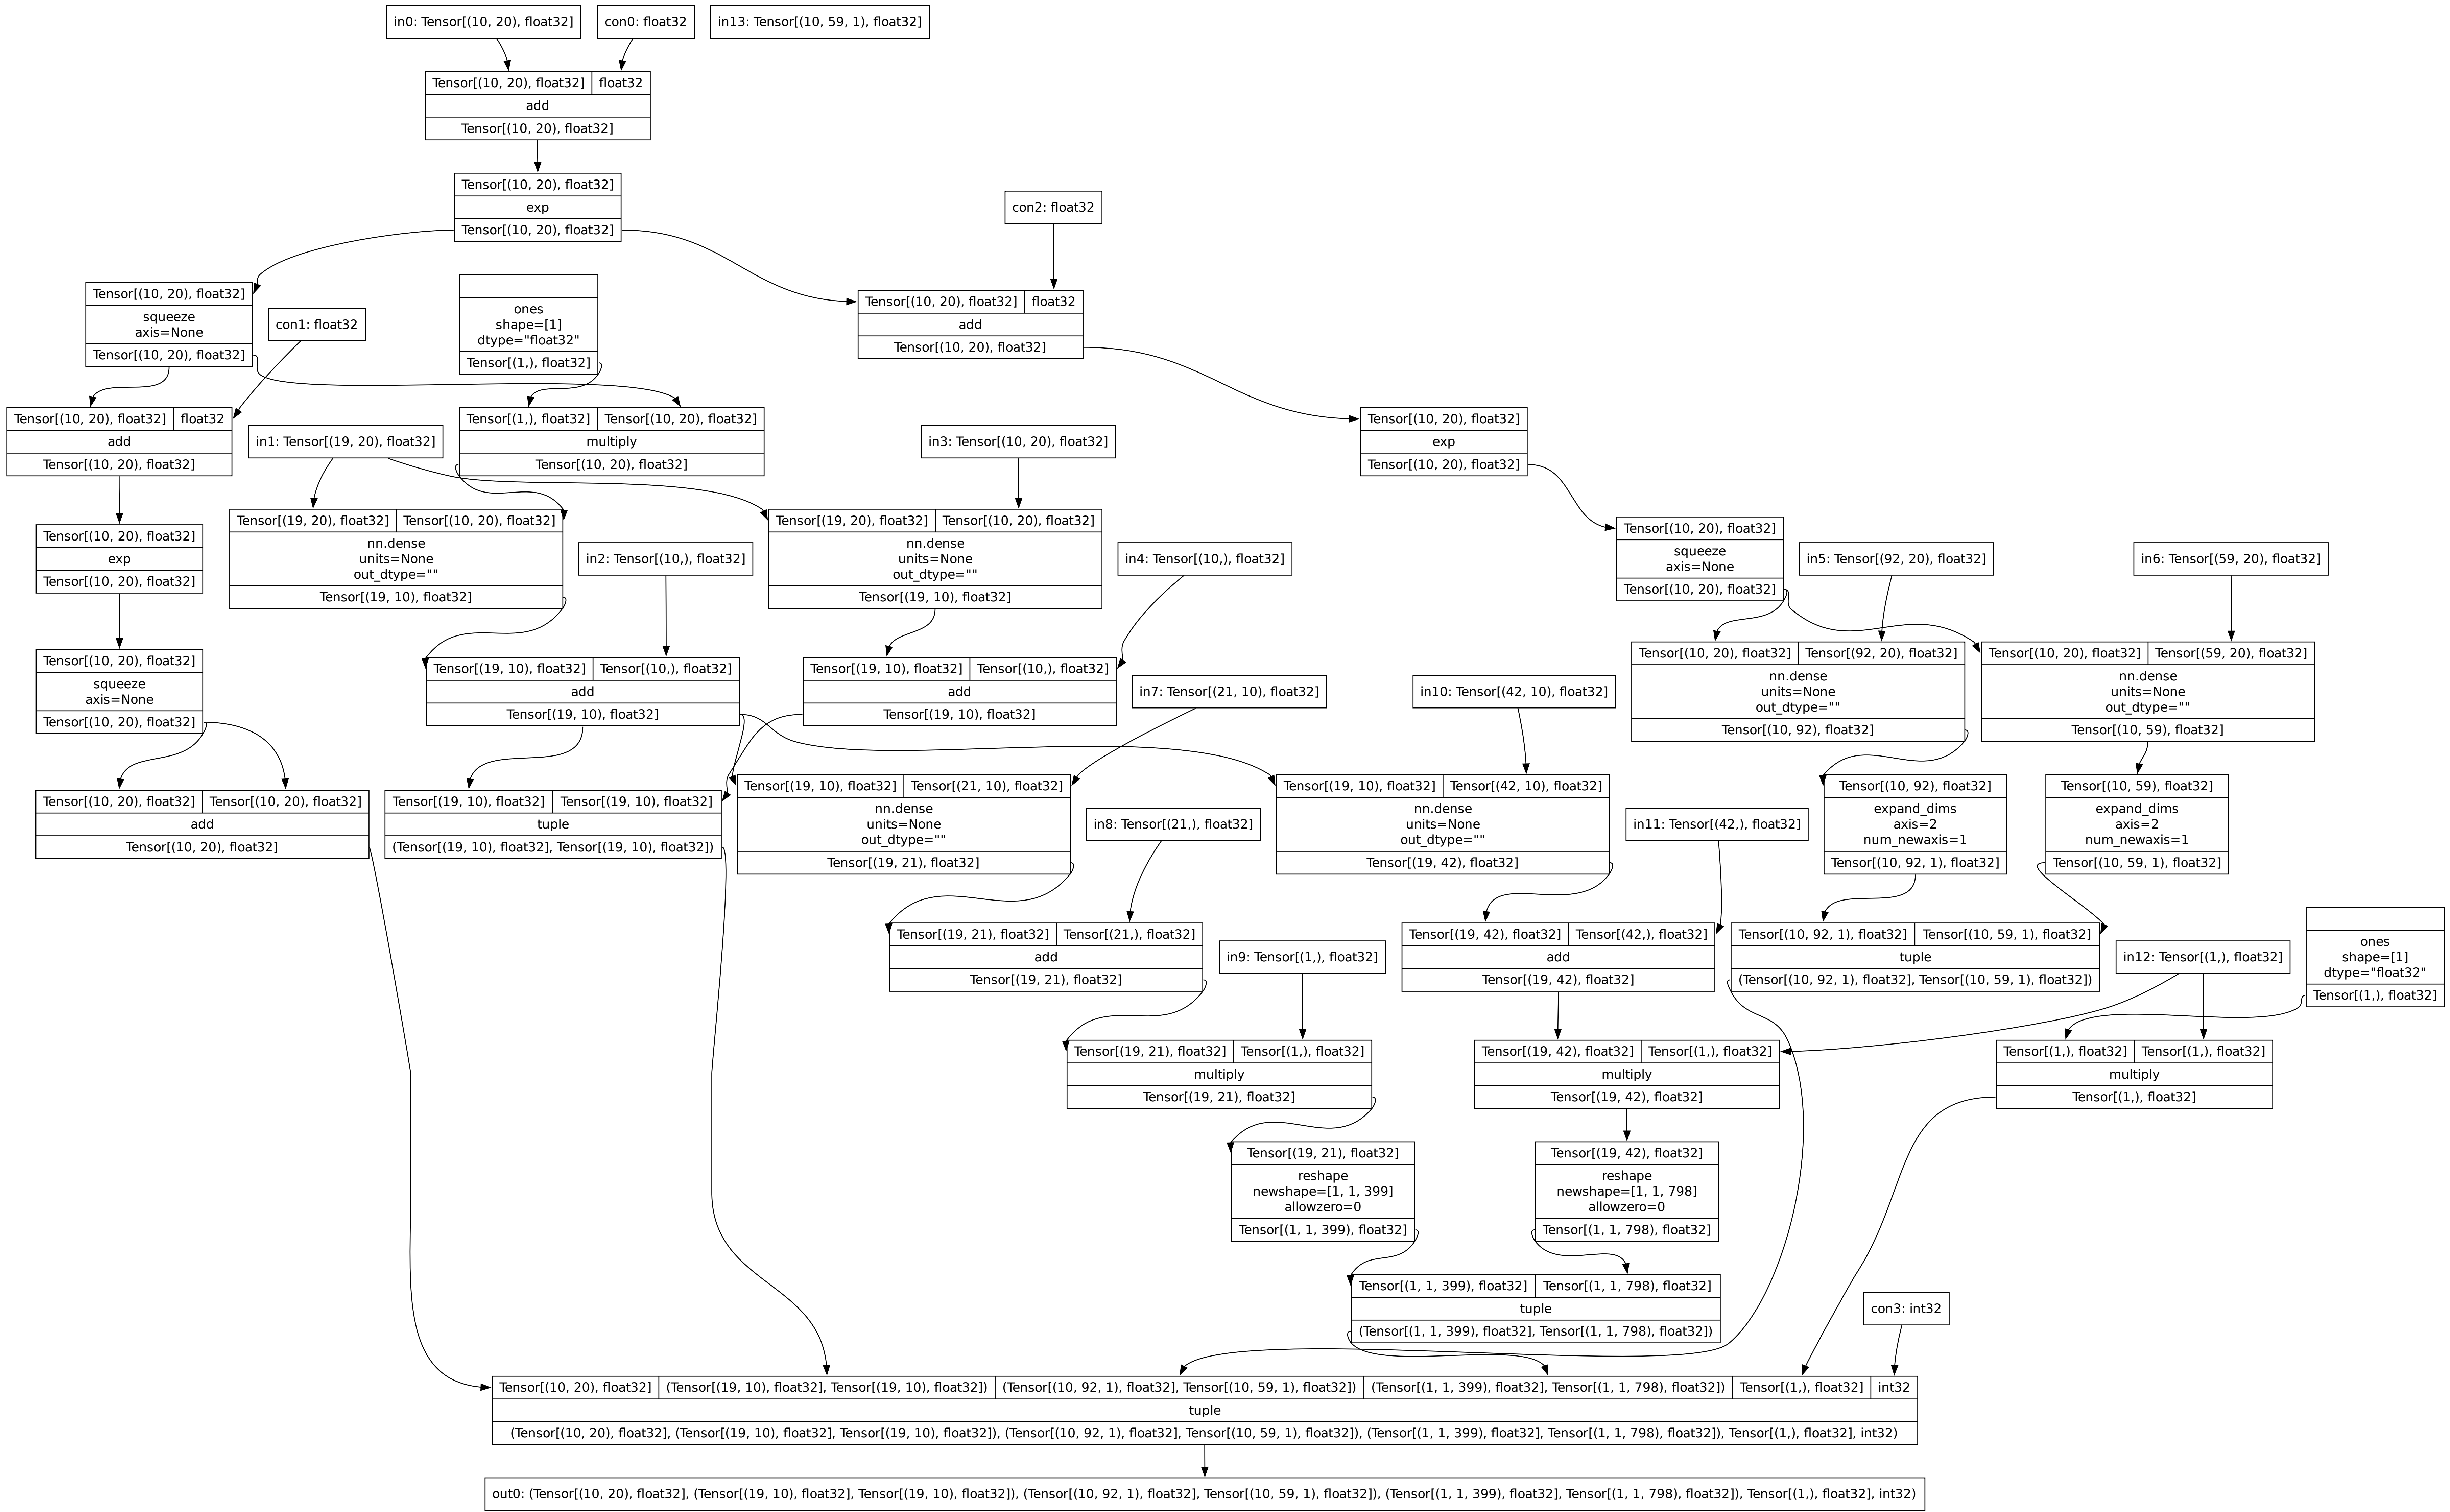 in0: Tensor[(10, 20), float32]
con0: float32
in13: Tensor[(10, 59, 1), float32]
Tensor[(10, 20), float32]
float32
add
Tensor[(10, 20), float32]
Tensor[(10, 20), float32]
exp
Tensor[(10, 20), float32]
con2: float32
Tensor[(10, 20), float32]
squeeze
axis=None
Tensor[(10, 20), float32]
con1: float32
ones
shape=[1]
dtype="float32"
Tensor[(1,), float32]
Tensor[(10, 20), float32]
float32
add
Tensor[(10, 20), float32]
Tensor[(10, 20), float32]
float32
add
Tensor[(10, 20), float32]
in1: Tensor[(19, 20), float32]
Tensor[(1,), float32]
Tensor[(10, 20), float32]
multiply
Tensor[(10, 20), float32]
in3: Tensor[(10, 20), float32]
Tensor[(10, 20), float32]
exp
Tensor[(10, 20), float32]
Tensor[(10, 20), float32]
exp
Tensor[(10, 20), float32]
Tensor[(19, 20), float32]
Tensor[(10, 20), float32]
nn.dense
units=None
out_dtype=""
Tensor[(19, 10), float32]
in2: Tensor[(10,), float32]
Tensor[(19, 20), float32]
Tensor[(10, 20), float32]
nn.dense
units=None
out_dtype=""
Tensor[(19, 10), float32]
in4: Tensor[(10,), float32]
Tensor[(10, 20), float32]
squeeze
axis=None
Tensor[(10, 20), float32]
in5: Tensor[(92, 20), float32]
in6: Tensor[(59, 20), float32]
Tensor[(10, 20), float32]
squeeze
axis=None
Tensor[(10, 20), float32]
Tensor[(19, 10), float32]
Tensor[(10,), float32]
add
Tensor[(19, 10), float32]
Tensor[(19, 10), float32]
Tensor[(10,), float32]
add
Tensor[(19, 10), float32]
in7: Tensor[(21, 10), float32]
in10: Tensor[(42, 10), float32]
Tensor[(10, 20), float32]
Tensor[(92, 20), float32]
nn.dense
units=None
out_dtype=""
Tensor[(10, 92), float32]
Tensor[(10, 20), float32]
Tensor[(59, 20), float32]
nn.dense
units=None
out_dtype=""
Tensor[(10, 59), float32]
Tensor[(10, 20), float32]
Tensor[(10, 20), float32]
add
Tensor[(10, 20), float32]
Tensor[(19, 10), float32]
Tensor[(19, 10), float32]
tuple
(Tensor[(19, 10), float32], Tensor[(19, 10), float32])
Tensor[(19, 10), float32]
Tensor[(21, 10), float32]
nn.dense
units=None
out_dtype=""
Tensor[(19, 21), float32]
in8: Tensor[(21,), float32]
Tensor[(19, 10), float32]
Tensor[(42, 10), float32]
nn.dense
units=None
out_dtype=""
Tensor[(19, 42), float32]
in11: Tensor[(42,), float32]
Tensor[(10, 92), float32]
expand_dims
axis=2
num_newaxis=1
Tensor[(10, 92, 1), float32]
Tensor[(10, 59), float32]
expand_dims
axis=2
num_newaxis=1
Tensor[(10, 59, 1), float32]
Tensor[(19, 21), float32]
Tensor[(21,), float32]
add
Tensor[(19, 21), float32]
in9: Tensor[(1,), float32]
Tensor[(19, 42), float32]
Tensor[(42,), float32]
add
Tensor[(19, 42), float32]
Tensor[(10, 92, 1), float32]
Tensor[(10, 59, 1), float32]
tuple
(Tensor[(10, 92, 1), float32], Tensor[(10, 59, 1), float32])
in12: Tensor[(1,), float32]
ones
shape=[1]
dtype="float32"
Tensor[(1,), float32]
Tensor[(19, 21), float32]
Tensor[(1,), float32]
multiply
Tensor[(19, 21), float32]
Tensor[(19, 42), float32]
Tensor[(1,), float32]
multiply
Tensor[(19, 42), float32]
Tensor[(1,), float32]
Tensor[(1,), float32]
multiply
Tensor[(1,), float32]
Tensor[(19, 21), float32]
reshape
newshape=[1, 1, 399]
allowzero=0
Tensor[(1, 1, 399), float32]
Tensor[(19, 42), float32]
reshape
newshape=[1, 1, 798]
allowzero=0
Tensor[(1, 1, 798), float32]
Tensor[(1, 1, 399), float32]
Tensor[(1, 1, 798), float32]
tuple
(Tensor[(1, 1, 399), float32], Tensor[(1, 1, 798), float32])
con3: int32
Tensor[(10, 20), float32]
(Tensor[(19, 10), float32], Tensor[(19, 10), float32])
(Tensor[(10, 92, 1), float32], Tensor[(10, 59, 1), float32])
(Tensor[(1, 1, 399), float32], Tensor[(1, 1, 798), float32])
Tensor[(1,), float32]
int32
tuple
(Tensor[(10, 20), float32], (Tensor[(19, 10), float32], Tensor[(19, 10), float32]), (Tensor[(10, 92, 1), float32], Tensor[(10, 59, 1), float32]), (Tensor[(1, 1, 399), float32], Tensor[(1, 1, 798), float32]), Tensor[(1,), float32], int32)
out0: (Tensor[(10, 20), float32], (Tensor[(19, 10), float32], Tensor[(19, 10), float32]), (Tensor[(10, 92, 1), float32], Tensor[(10, 59, 1), float32]), (Tensor[(1, 1, 399), float32], Tensor[(1, 1, 798), float32]), Tensor[(1,), float32], int32)